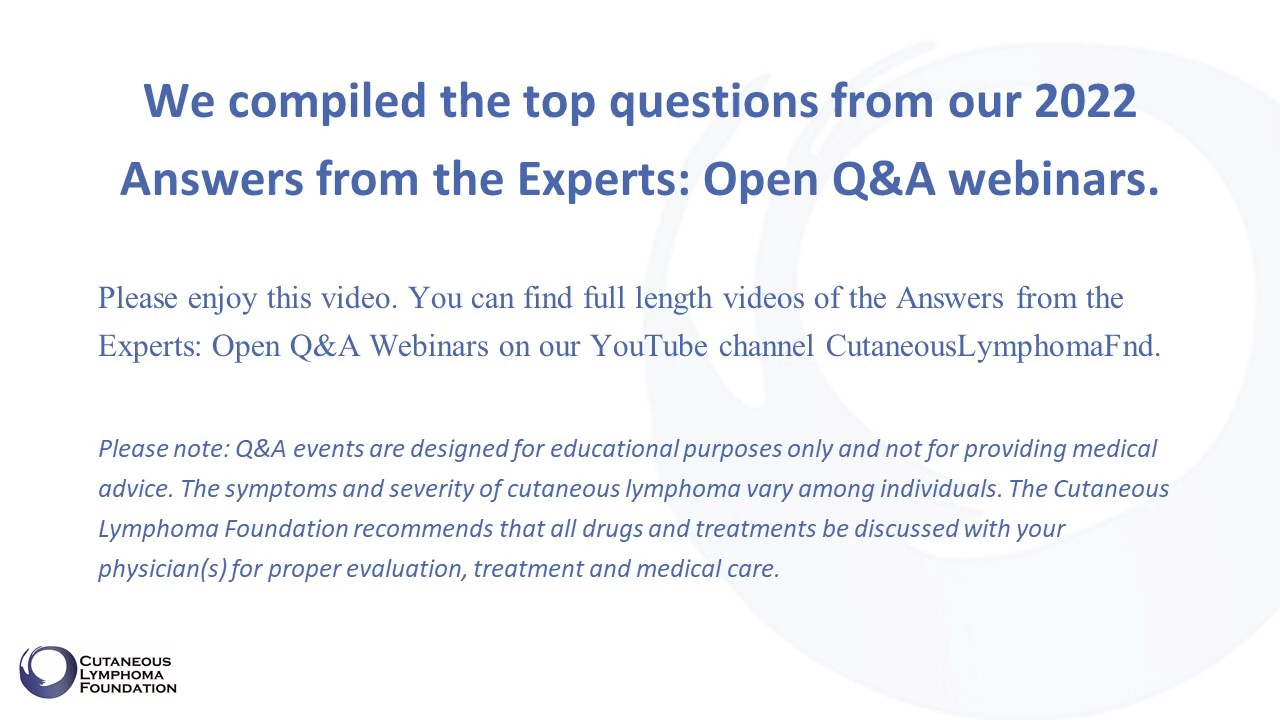 We compiled the top questions from our 2022
Answers from the Experts: Open Q&A webinars.
Please enjoy this video. You can find full length videos of the Answers from the
Experts: Open Q&A Webinars on our YouTube channel CutaneousLymphomaFnd.
Please note: Q&A events are designed for educational purposes only and not for providing medical
advice. The symptoms and severity of cutaneous lymphoma vary among individuals. The Cutaneous
Lymphoma Foundation recommends that all drugs and treatments be discussed with your
physician(s) for proper evaluation, treatment and medical care.
CUTANEOUS
LYMPHOMA
FOUNDATION